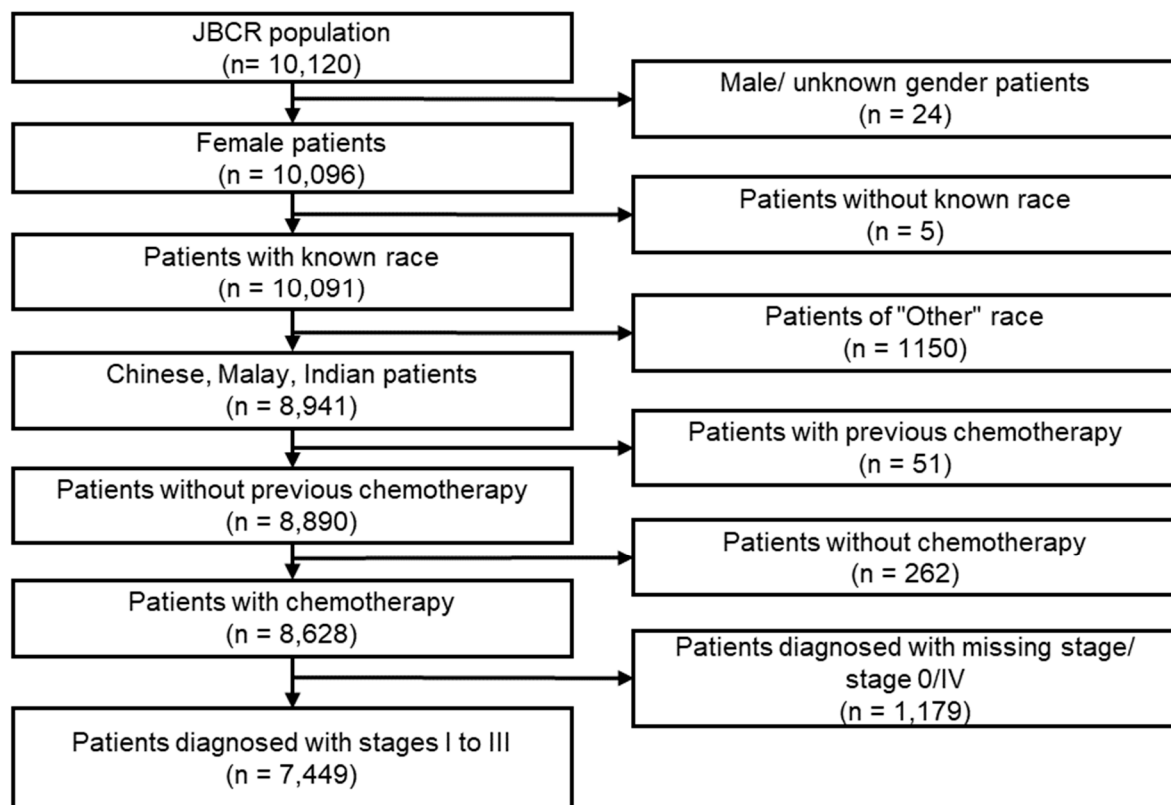 JBCR population
(n= 10,120)
Male/ unknown gender patients
(n = 24)
Female patients
(n = 10,096)
Patients without known race
(n = 5)
Patients with known race
(n = 10,091)
Patients of "Other" race
(n = 1150)
Chinese, Malay, Indian patients
(n = 8,941)
Patients with previous chemotherapy
(n = 51)
Patients without previous chemotherapy
(n = 8,890)
Patients without chemotherapy
(n = 262)
Patients with chemotherapy
(n = 8,628)
Patients diagnosed with missing stage/
stage 0/IV
(n = 1,179)
Patients diagnosed with stages I to III
(n = 7,449)